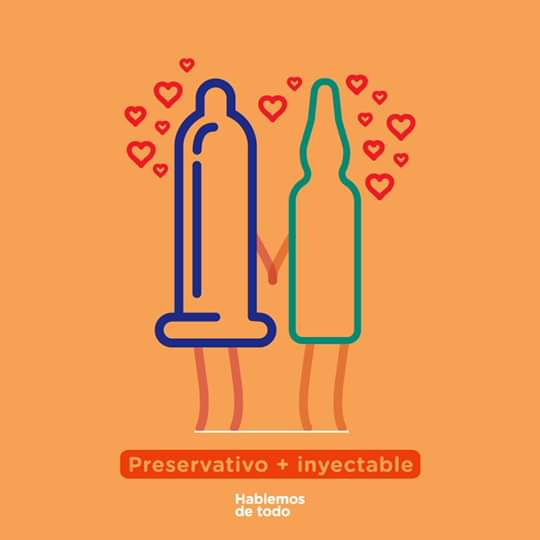 Preservativo + inyectable
Hablemos
de todo